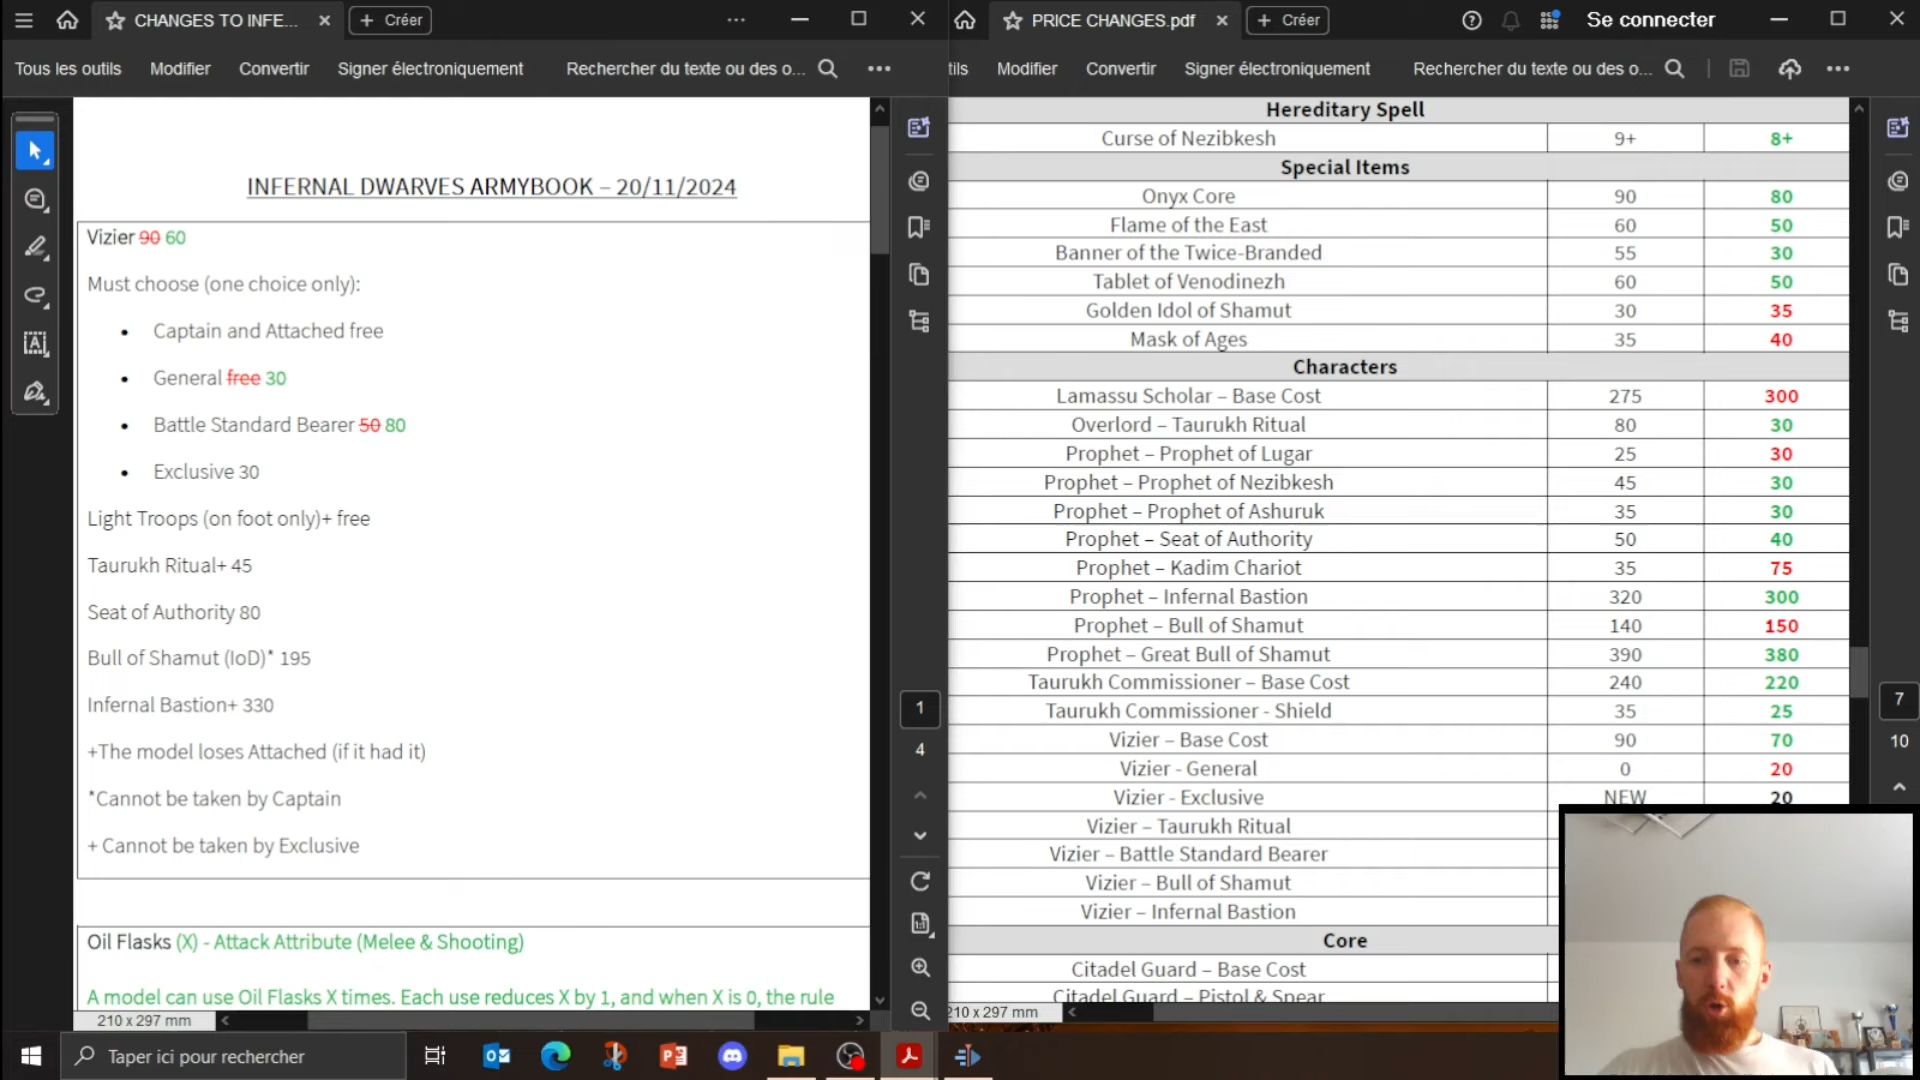 CHANGES TO INFE...
Créer
Tous les outils
Modifier
Convertir
Signer électroniquement
Rechercher du texte ou des o...
INFERNAL DWARVES ARMYBOOK – 20/11/2024
Vizier 90 60
Must choose (one choice only):
• Captain and Attached free
• General free 30
• Battle Standard Bearer 50 80
• Exclusive 30
Light Troops (on foot only)+ free
Taurukh Ritual+ 45
Seat of Authority 80
Bull of Shamut (IoD)* 195
Infernal Bastion+ 330
+The model loses Attached (if it had it)
*Cannot be taken by Captain
+ Cannot be taken by Exclusive
Oil Flasks (X) - Attack Attribute (Melee & Shooting)
A model can use Oil Flasks X times. Each use reduces X by 1, and when X is 0, the rule
210 x 297 mm
1
4
PRICE CHANGES.pdf
Créer
Se connecter
tils
Modifier
Convertir
Signer électroniquement
Rechercher du texte ou des o...
Hereditary Spell
Curse of Nezibkesh 9+ 8+
Special Items
Onyx Core 90 80
Flame of the East 60 50
Banner of the Twice-Branded 55 30
Tablet of Venodinezh 60 50
Golden Idol of Shamut 30 35
Mask of Ages 35 40
Characters
Lamassu Scholar – Base Cost 275 300
Overlord – Taurukh Ritual 80 30
Prophet – Prophet of Lugar 25 30
Prophet – Prophet of Nezibkesh 45 30
Prophet – Prophet of Ashuruk 35 30
Prophet – Seat of Authority 50 40
Prophet – Kadim Chariot 35 75
Prophet – Infernal Bastion 320 300
Prophet – Bull of Shamut 140 150
Prophet – Great Bull of Shamut 390 380
Taurukh Commissioner – Base Cost 240 220
Taurukh Commissioner - Shield 35 25
Vizier – Base Cost 90 70
Vizier - General 0 20
Vizier - Exclusive NEW 20
Vizier – Taurukh Ritual
Vizier – Battle Standard Bearer
Vizier – Bull of Shamut
Vizier – Infernal Bastion
Core
Citadel Guard – Base Cost
Citadel Guard – Pistol & Spear
210 x 297 mm
7
10
Taper ici pour rechercher